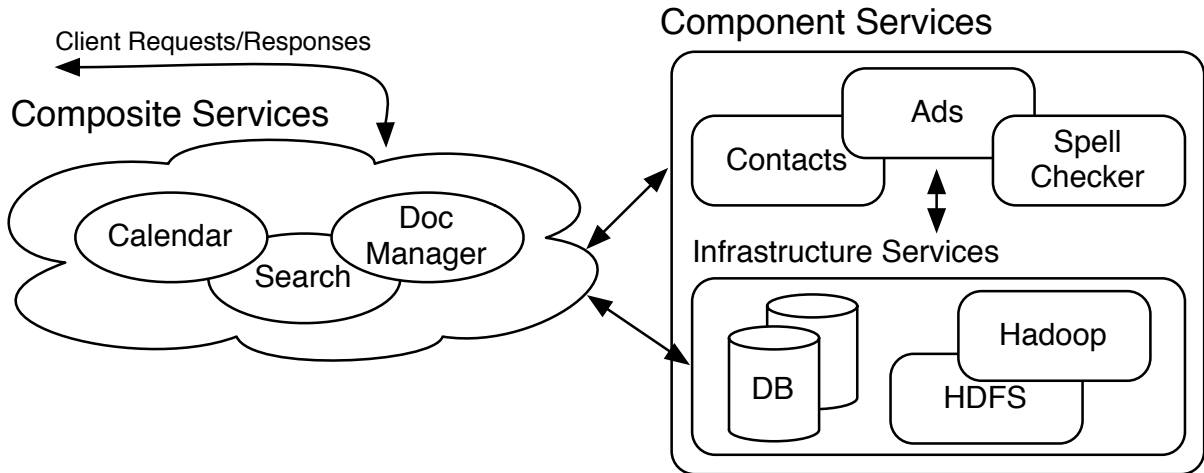 Client Requests/Responses
Composite Services
Calendar
Search
Doc
Manager
Component Services
Contacts
Ads
Spell
Checker
Infrastructure Services
DB
Hadoop
HDFS